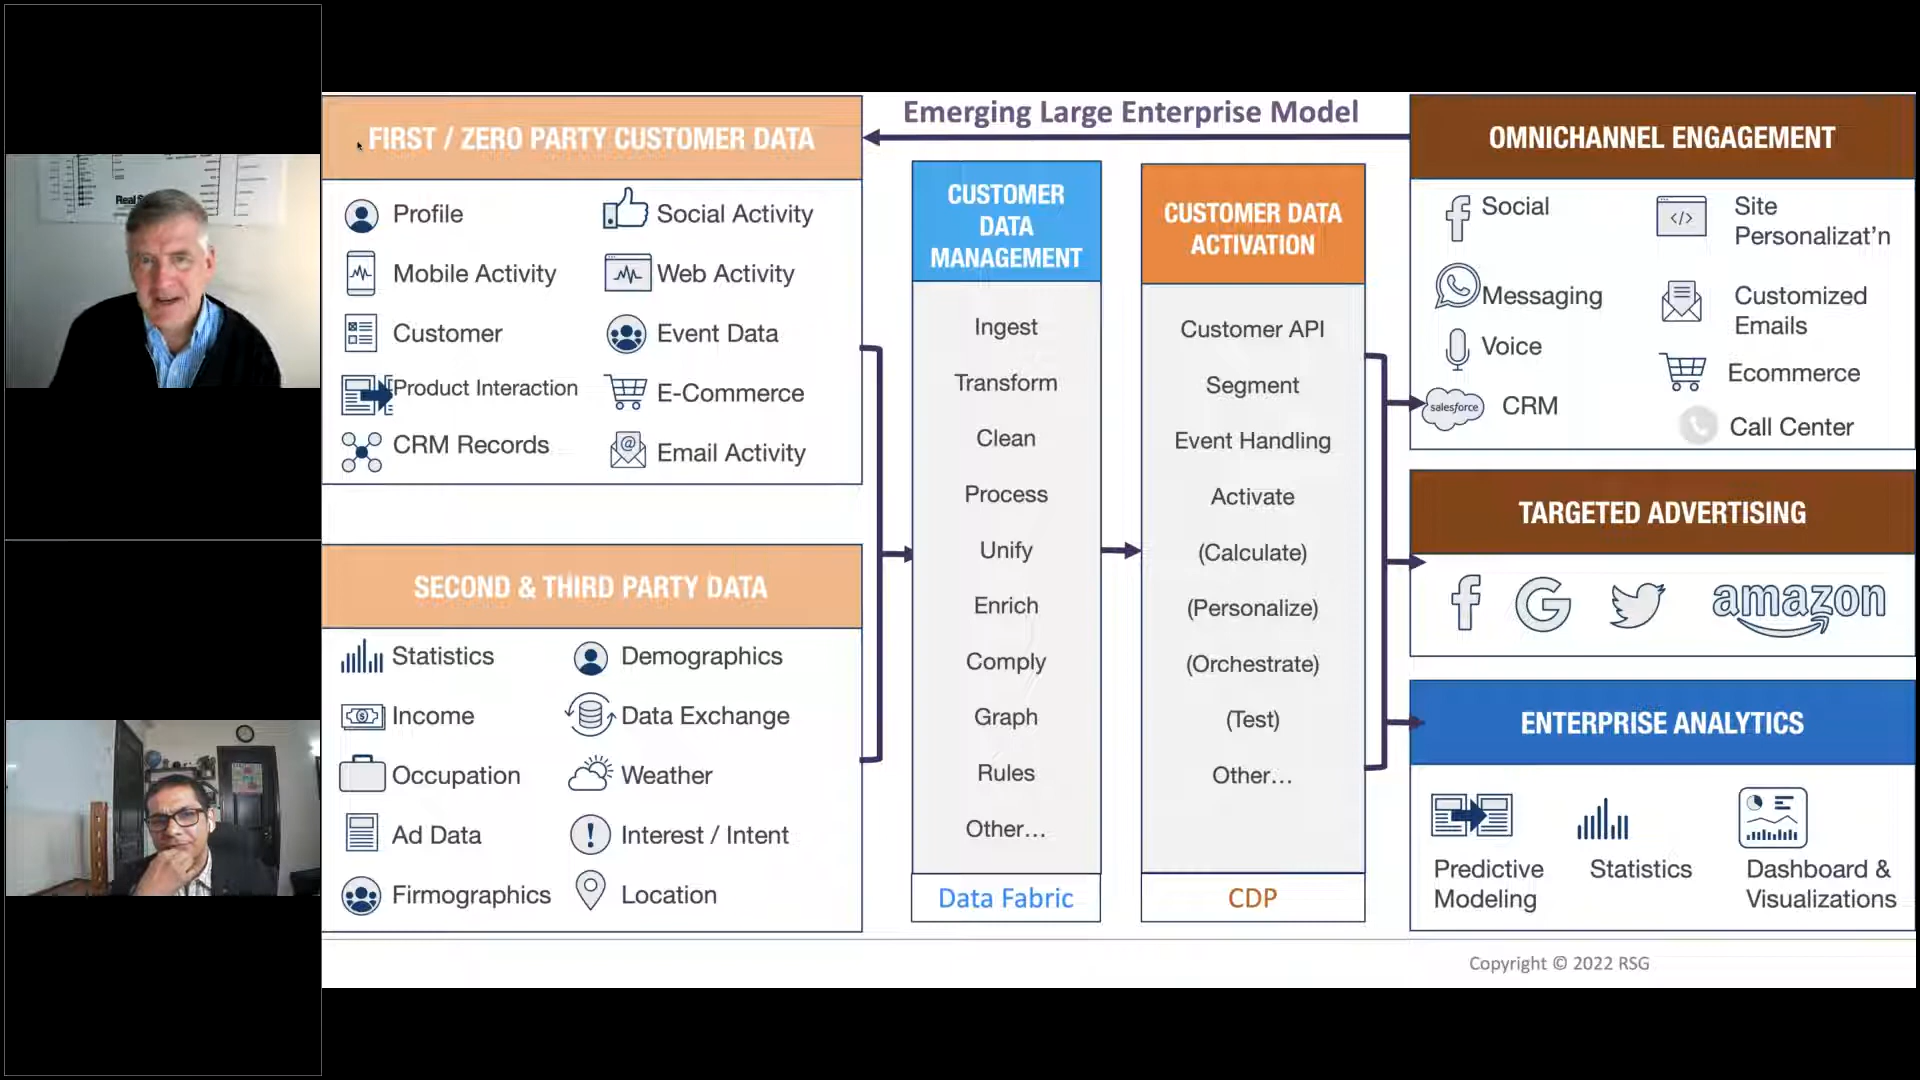 Real S
Emerging Large Enterprise Model
FIRST / ZERO PARTY CUSTOMER DATA
Profile
Social Activity
Mobile Activity
Web Activity
Customer
Event Data
Product Interaction
E-Commerce
CRM Records
@
Email Activity
SECOND & THIRD PARTY DATA
Statistics
Demographics
$
Income
Data Exchange
Occupation
Weather
Ad Data
!
Interest / Intent
Firmographics
Location
CUSTOMER
DATA
MANAGEMENT
Ingest
Transform
Clean
Process
Unify
Enrich
Comply
Graph
Rules
Other…
Data Fabric
CUSTOMER DATA
ACTIVATION
Customer API
Segment
Event Handling
Activate
(Calculate)
(Personalize)
(Orchestrate)
(Test)
Other…
CDP
OMNICHANNEL ENGAGEMENT
Social
</>
Site
Personalizat’n
Messaging
Customized
Emails
Voice
Ecommerce
salesforce
CRM
Call Center
TARGETED ADVERTISING
f G amazon
ENTERPRISE ANALYTICS
Predictive
Modeling
Statistics
Dashboard &
Visualizations
Copyright © 2022 RSG